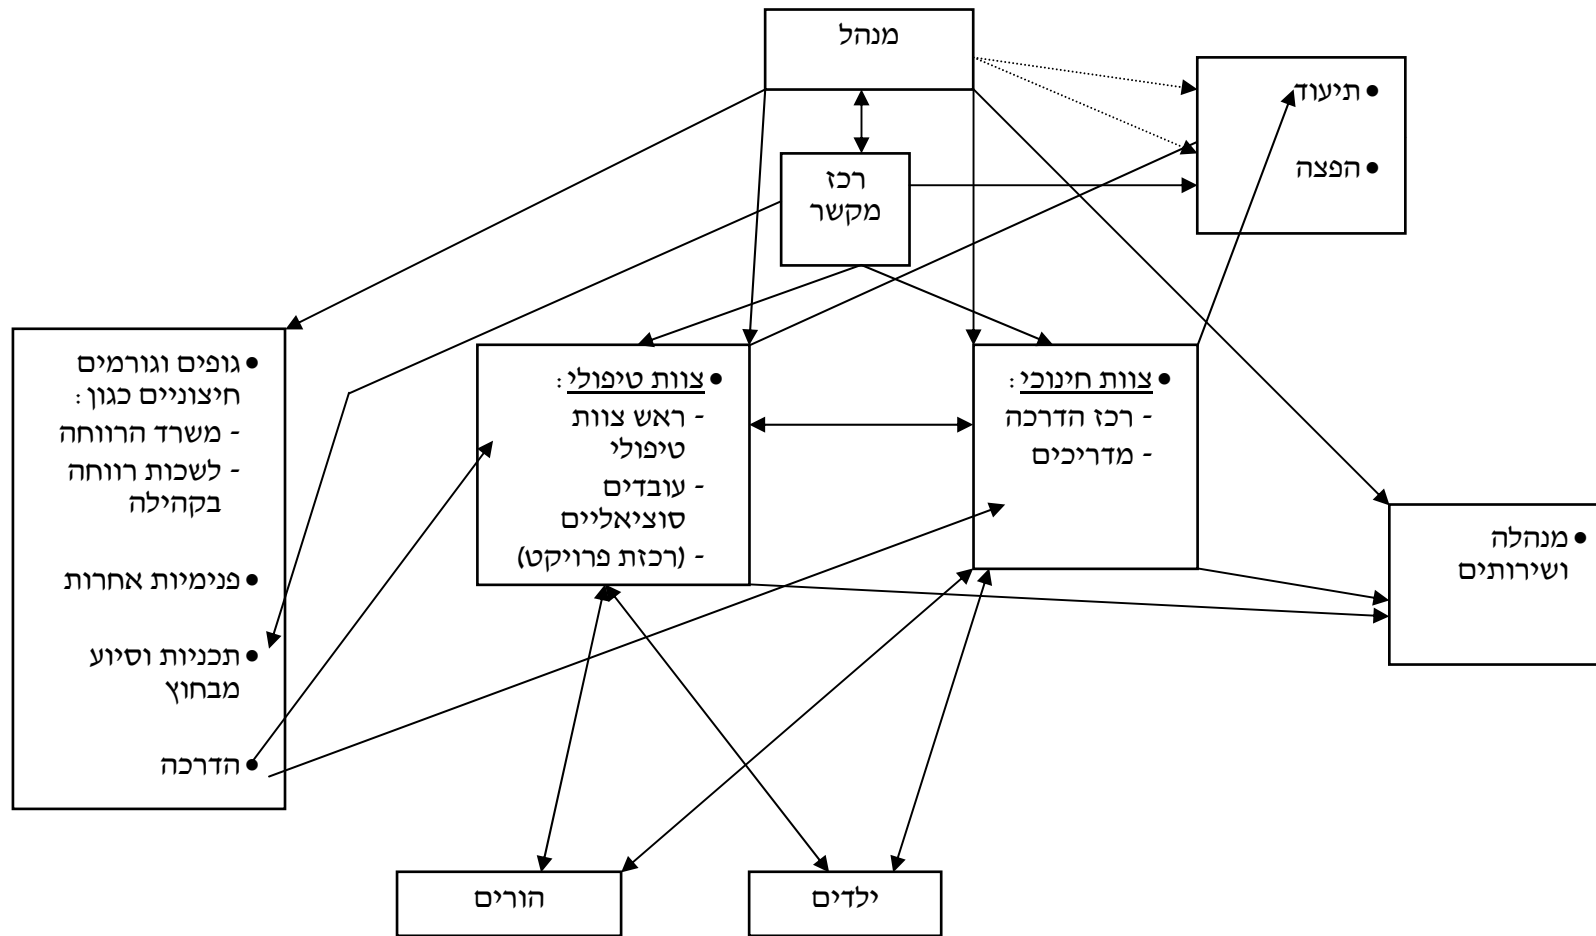 מנהל
• תיעוד
• הפצה
רכז
מקשר
• גופים וגורמים
חיצוניים כגון:
- משרד הרווחה
- לשכות רווחה
בקהילה
• פנימיות אחרות
• תכניות וסיוע
מבחוץ
• הדרכה
• צוות טיפולי:
- ראש צוות
טיפולי
- עובדים
סוציאליים
- (רכזת פרויקט)
• צוות חינוכי:
- רכז הדרכה
- מדריכים
• מנהלה
ושירותים
הורים
ילדים